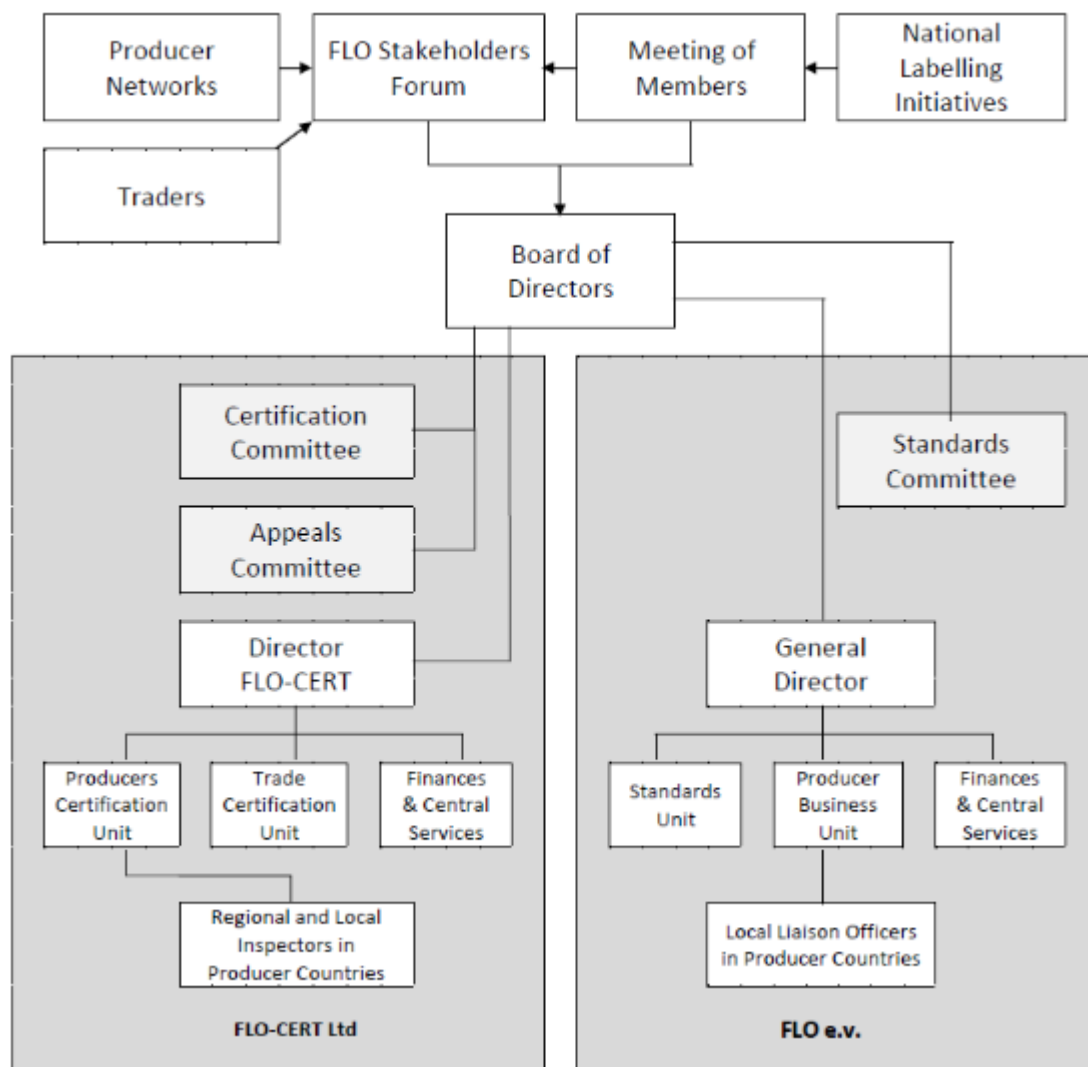 Producer
Networks
FLO Stakeholders
Forum
Meeting of
Members
National
Labelling
Initiatives
Traders
Board of
Directors
Certification
Committee
Appeals
Committee
Director
FLO-CERT
Producers
Certification
Unit
Trade
Certification
Unit
Finances
& Central
Services
Regional and Local
Inspectors in
Producer Countries
FLO-CERT Ltd
Standards
Committee
General
Director
Standards
Unit
Producer
Business
Unit
Finances
& Central
Services
Local Liaison Officers
in Producer Countries
FLO e.v.